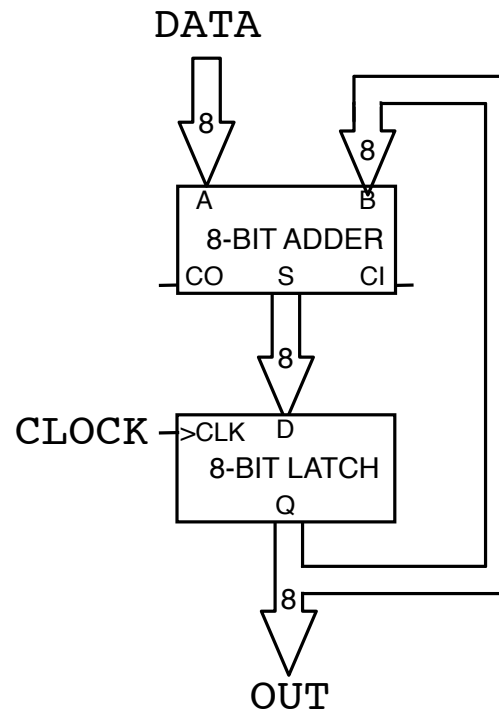 DATA
8
8
A B
8-BIT ADDER
CO S CI
8
CLOCK >CLK D
8-BIT LATCH
Q
8
OUT